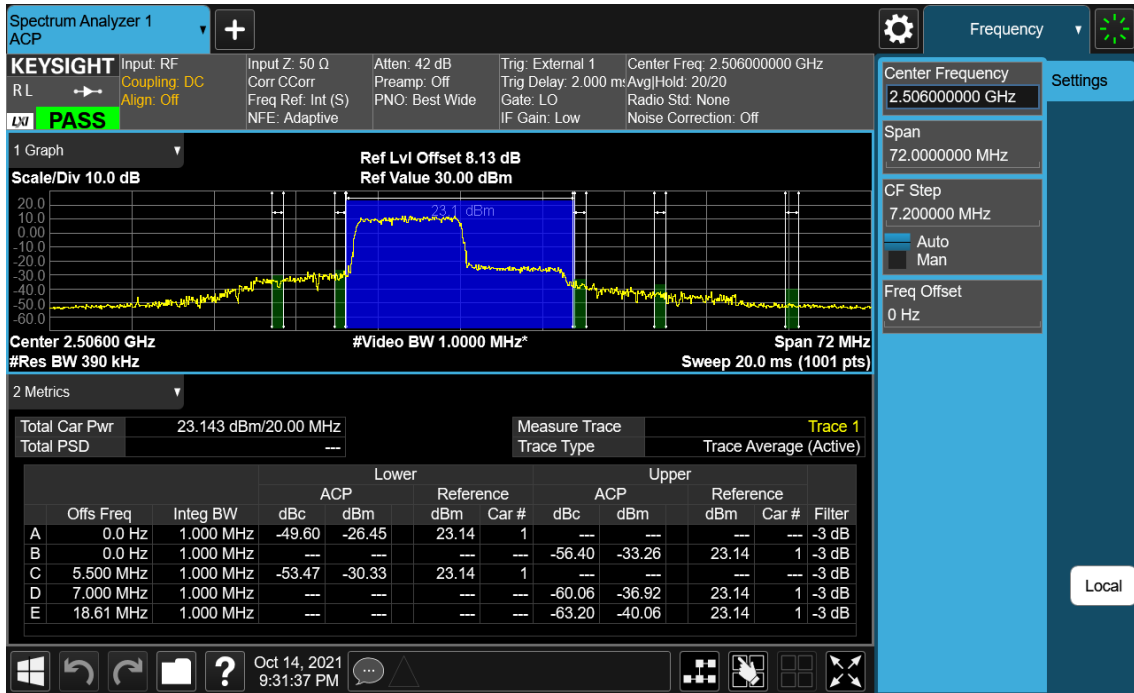 Spectrum Analyzer 1
ACP
+
Frequency
KEYSIGHT
RL
LXI
PASS
Input: RF
Coupling: DC
Align: Off
Input Z: 50 Ω
Corr CCorr
Freq Ref: Int (S)
NFE: Adaptive
Atten: 42 dB
Preamp: Off
PNO: Best Wide
Trig: External 1
Trig Delay: 2.000 ms
Gate: LO
IF Gain: Low
Center Freq: 2.506000000 GHz
Avg|Hold: 20/20
Radio Std: None
Noise Correction: Off
Center Frequency
2.506000000 GHz
Settings
Span
72.0000000 MHz
CF Step
7.200000 MHz
Auto
Man
Freq Offset
0 Hz
Local
1 Graph
Scale/Div 10.0 dB
Ref Lvl Offset 8.13 dB
Ref Value 30.00 dBm
23.1 dBm
20.0
10.0
0.00
-10.0
-20.0
-30.0
-40.0
-50.0
-60.0
Center 2.50600 GHz #Video BW 1.0000 MHz* Span 72 MHz
#Res BW 390 kHz Sweep 20.0 ms (1001 pts)
2 Metrics
Total Car Pwr 23.143 dBm/20.00 MHz Measure Trace Trace 1
Total PSD --- Trace Type Trace Average (Active)
Lower Upper
ACP Reference ACP Reference
Offs Freq Integ BW dBc dBm dBm Car # dBc dBm dBm Car # Filter
A 0.0 Hz 1.000 MHz -49.60 -26.45 23.14 1 --- --- --- --- -3 dB
B 0.0 Hz 1.000 MHz --- --- --- --- -56.40 -33.26 23.14 1 -3 dB
C 5.500 MHz 1.000 MHz -53.47 -30.33 23.14 1 --- --- --- --- -3 dB
D 7.000 MHz 1.000 MHz --- --- --- --- -60.06 -36.92 23.14 1 -3 dB
E 18.61 MHz 1.000 MHz --- --- --- --- -63.20 -40.06 23.14 1 -3 dB
?
Oct 14, 2021
9:31:37 PM